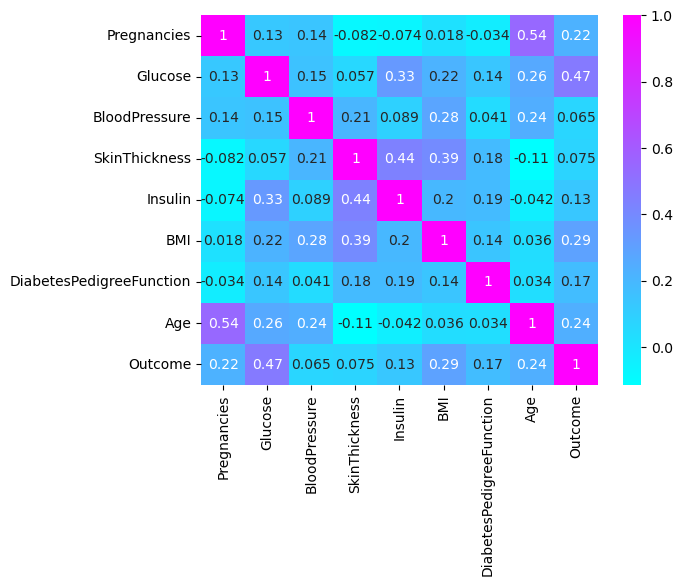 Pregnancies 1 0.13 0.14 -0.082 -0.074 0.018 -0.034 0.54 0.22
Glucose 0.13 1 0.15 0.057 0.33 0.22 0.14 0.26 0.47
BloodPressure 0.14 0.15 1 0.21 0.089 0.28 0.041 0.24 0.065
SkinThickness -0.082 0.057 0.21 1 0.44 0.39 0.18 -0.11 0.075
Insulin -0.074 0.33 0.089 0.44 1 0.2 0.19 -0.042 0.13
BMI 0.018 0.22 0.28 0.39 0.2 1 0.14 0.036 0.29
DiabetesPedigreeFunction -0.034 0.14 0.041 0.18 0.19 0.14 1 0.034 0.17
Age 0.54 0.26 0.24 -0.11 -0.042 0.036 0.034 1 0.24
Outcome 0.22 0.47 0.065 0.075 0.13 0.29 0.17 0.24 1
Pregnancies
Glucose
BloodPressure
SkinThickness
Insulin
BMI
DiabetesPedigreeFunction
Age
Outcome
1.0
0.8
0.6
0.4
0.2
0.0